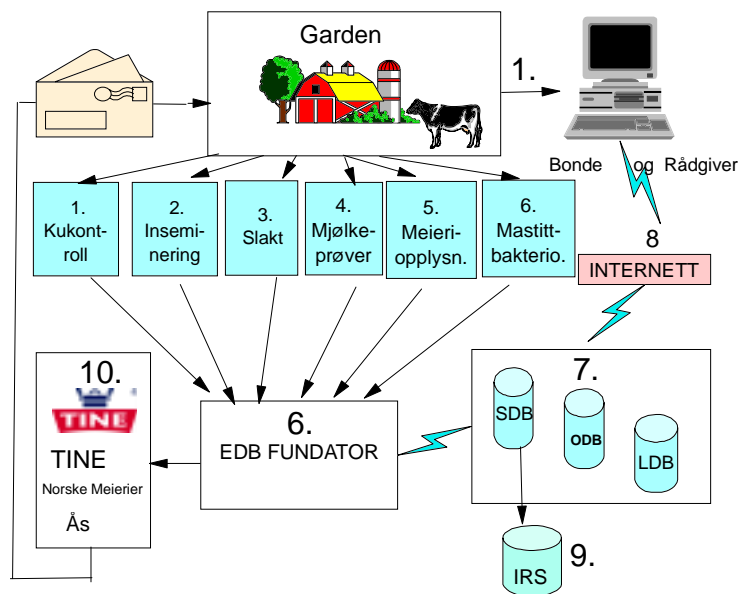 Garden
1.
Bonde og Rådgiver
1.
Kukont-
roll
2.
Insemi-
nering
3.
Slakt
4.
Mjølke-
prøver
5.
Meieri-
opplysn.
6.
Mastitt-
bakterio.
8
INTERNETT
10.
TINE
TINE
Norske Meierier
Ås
6.
EDB FUNDATOR
7.
SDB
ODB
LDB
IRS
9.